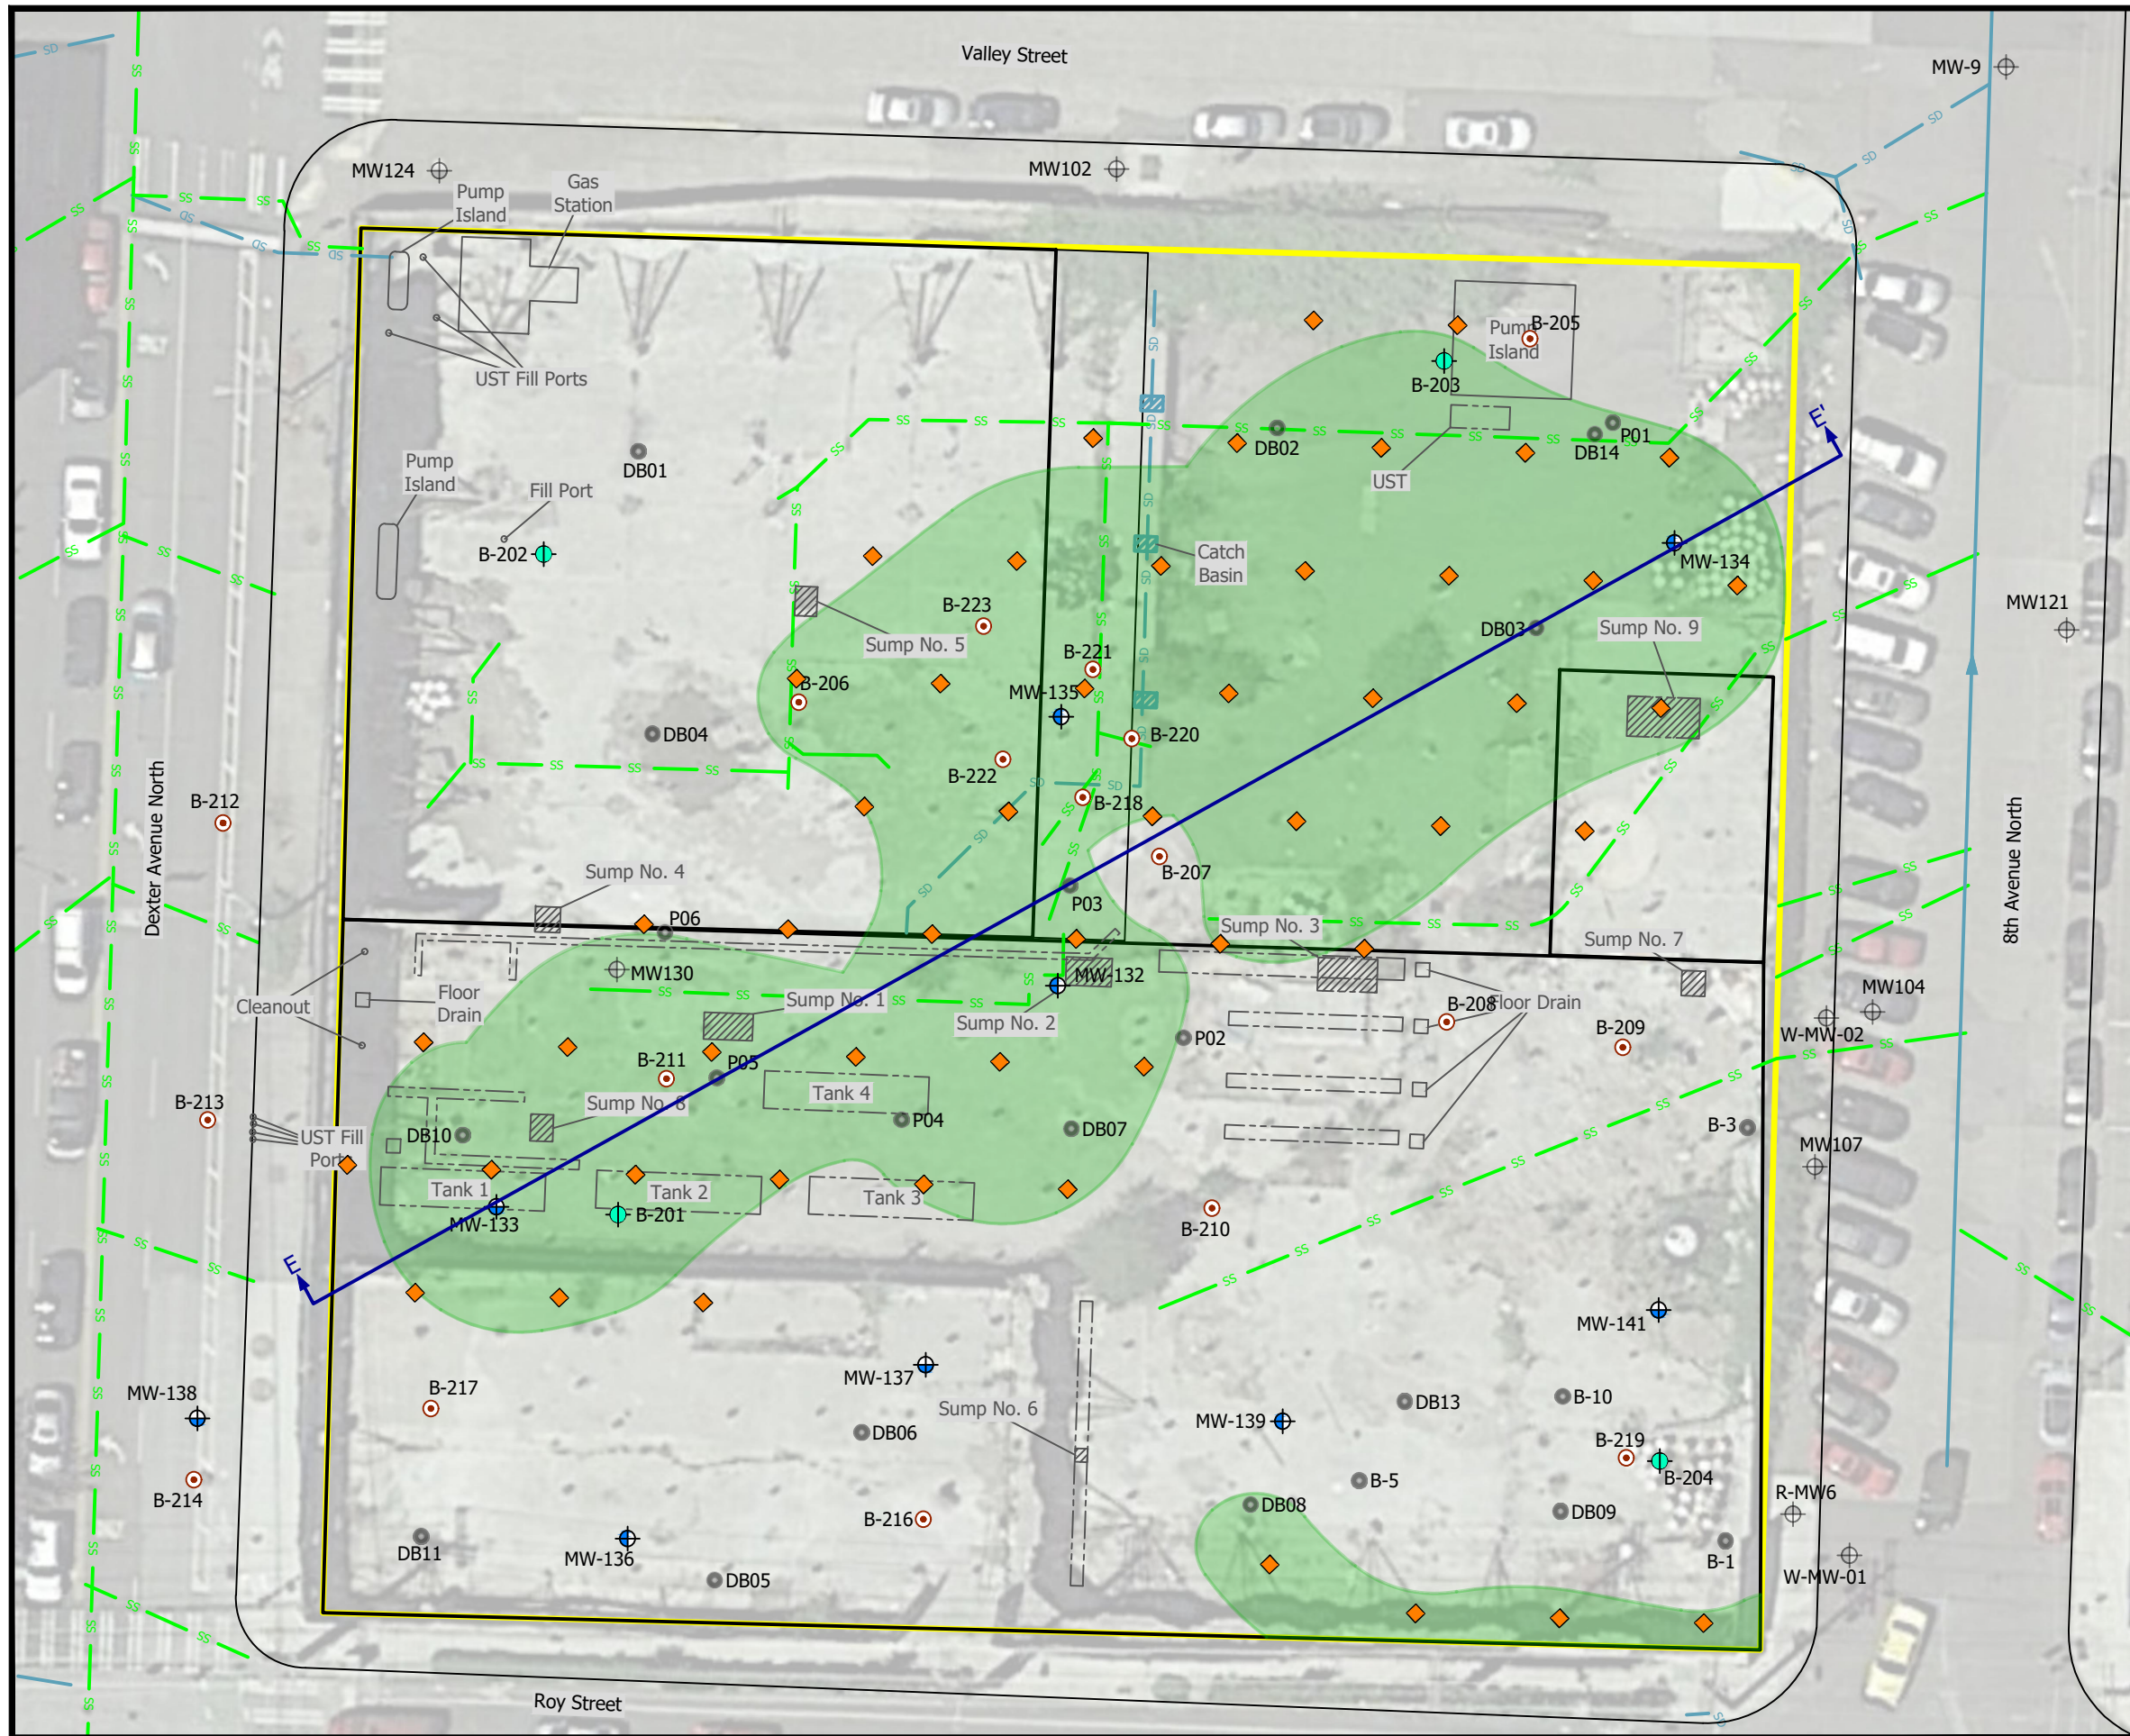 Valley Street
MW-9
SD
SS
MW124
MW102
Pump
Island
Gas
Station
UST Fill Ports
Pump
Island
B-205
B-203
DB01
DB02
P01
DB14
UST
Pump
Island
Fill Port
B-202
E'
Catch
Basin
MW-134
MW121
B-223
Sump No. 5
DB03
Sump No. 9
B-221
B-206
MW-135
DB04
B-220
B-222
B-218
B-212
Dexter Avenue North
8th Avenue North
B-207
Sump No. 4
P03
P06
Sump No. 3
Sump No. 7
MW130
MW-132
Cleanout
Floor
Drain
Sump No. 1
Sump No. 2
B-208
Floor Drain
MW104
W-MW-02
B-209
P02
B-211
P05
Tank 4
B-213
Sump No. 8
P04
DB07
DB10
B-3
MW107
UST Fill
Port
Tank 1
Tank 2
Tank 3
MW-133
B-201
B-210
E
MW-141
MW-137
MW-138
B-217
Sump No. 6
DB06
MW-139
DB13
B-10
B-219
B-204
B-214
B-216
B-5
DB08
DB09
R-MW6
DB11
MW-136
DB05
B-1
W-MW-01
Roy Street
SD